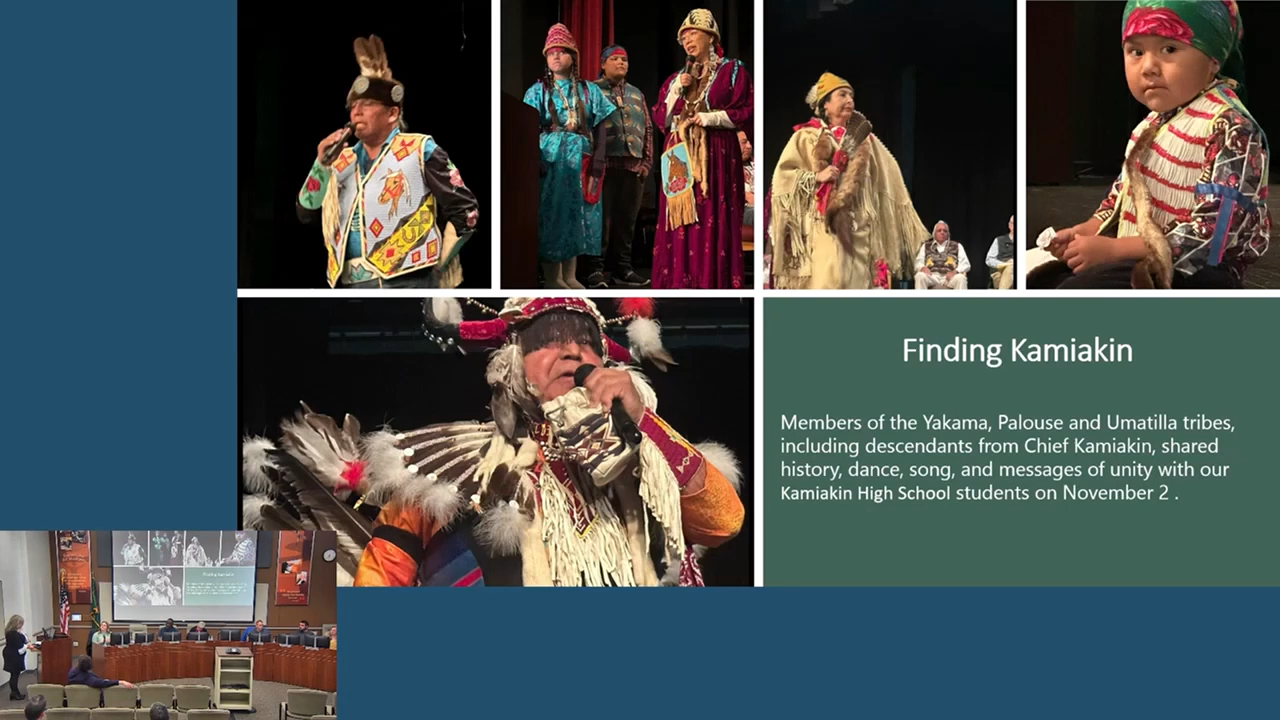 Finding Kamiakin
Members of the Yakama, Palouse and Umatilla tribes,
including descendants from Chief Kamiakin, shared
history, dance, song, and messages of unity with our
Kamiakin High School students on November 2 .